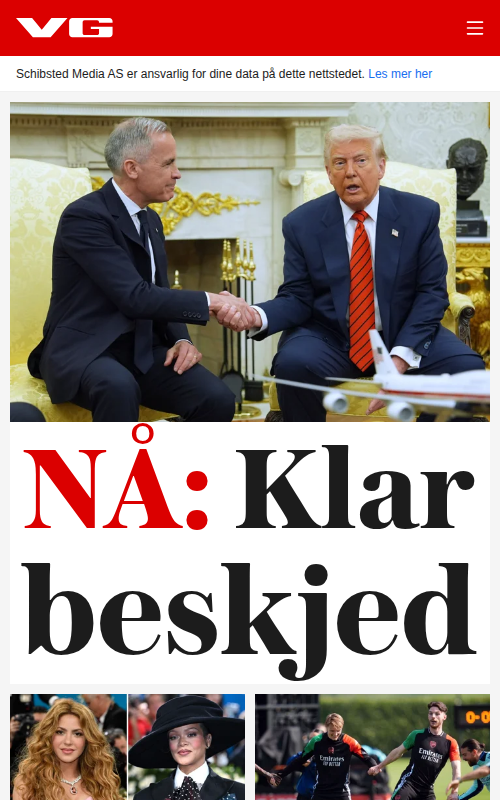 VG
Schibsted Media AS er ansvarlig for dine data på dette nettstedet. Les mer her
NÅ: Klar
beskjed
Emirates
Emirates
0-0